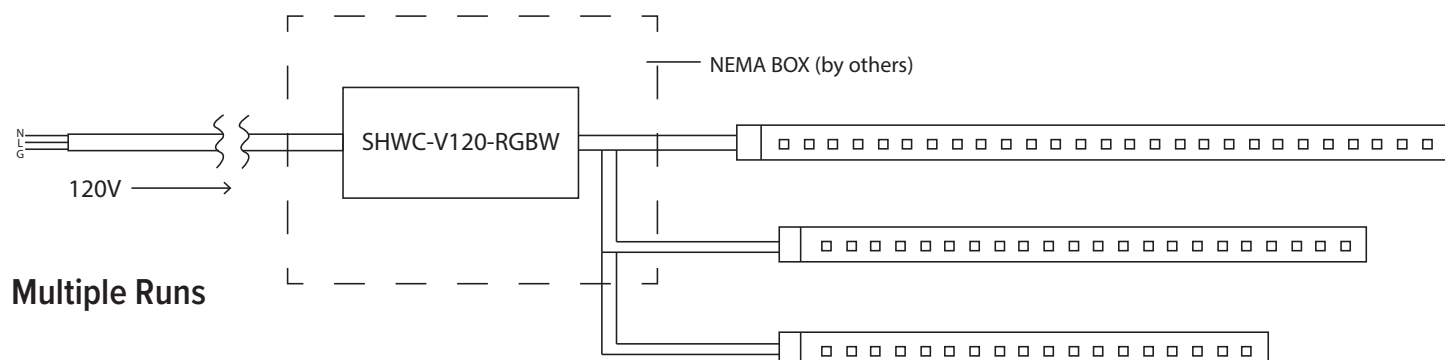 NEMA BOX (by others)
N
L
G
SHWC-V120-RGBW
120V
Multiple Runs